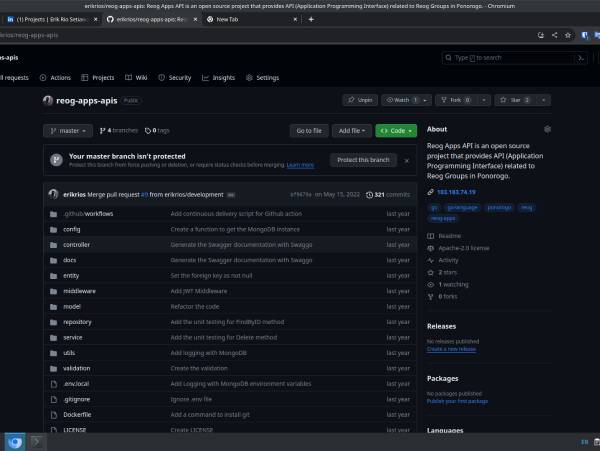 erikrios/reog-apps-apis: Reog Apps API is an open source project that provides API (Application Programming Interface) related to Reog Groups in Ponorogo. - Chromium
(1) Projects | Erik Rio Setiaw
erikrios/reog-apps-apis: Reo
New Tab
krios/reog-apps-apis
s-apis
Type / to search
ll requests
Actions
Projects
Wiki
Security
Insights
Settings
reog-apps-apis
Public
Unpin
Watch 1
Fork 0
Star 2
master
4 branches
0 tags
Go to file
Add file
Code
Your master branch isn't protected
Protect this branch from force pushing or deletion, or require status checks before merging. Learn more
Protect this branch
erikrios Merge pull request #9 from erikrios/development
on May 15, 2022
321 commits
.github/workflows Add continuous delivery script for Github action last year
config Create a function to get the MongoDB instance last year
controller Generate the Swagger documentation with Swaggo last year
docs Generate the Swagger documentation with Swaggo last year
entity Set the foreign key as not null last year
middleware Add JWT Middleware last year
model Refactor the code last year
repository Add the unit testing for FindByID method last year
service Add the unit testing for Delete method last year
utils Add logging with MongoDB last year
validation Create the validation last year
.env.local Add Logging with MongoDB environment variables last year
.gitignore Ignore .env file last year
Dockerfile Add a command to install git last year
LICENSE Create LICENSE last year
About
Reog Apps API is an open source
project that provides API (Application
Programming Interface) related to
Reog Groups in Ponorogo.
103.183.74.19
go golanguage ponorogo reog
reog-apps
Readme
Apache-2.0 license
Activity
2 stars
1 watching
0 forks
Releases
No releases published
Create a new release
Packages
No packages published
Publish your first package
Languages
EN